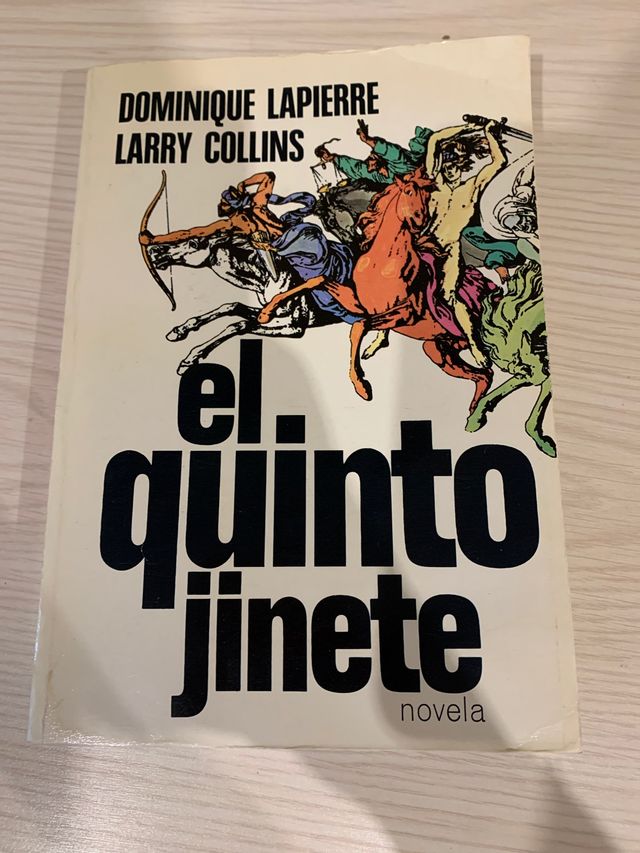 DOMINIQUE LAPIERRE
LARRY COLLINS
el
quinto
jinete
novela